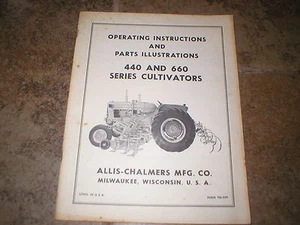 OPERATING INSTRUCTIONS
AND
PARTS ILLUSTRATIONS
440 AND 660
SERIES CULTIVATORS
ALLIS-CHALMERS MFG. CO.
MILWAUKEE, WISCONSIN, U. S. A.